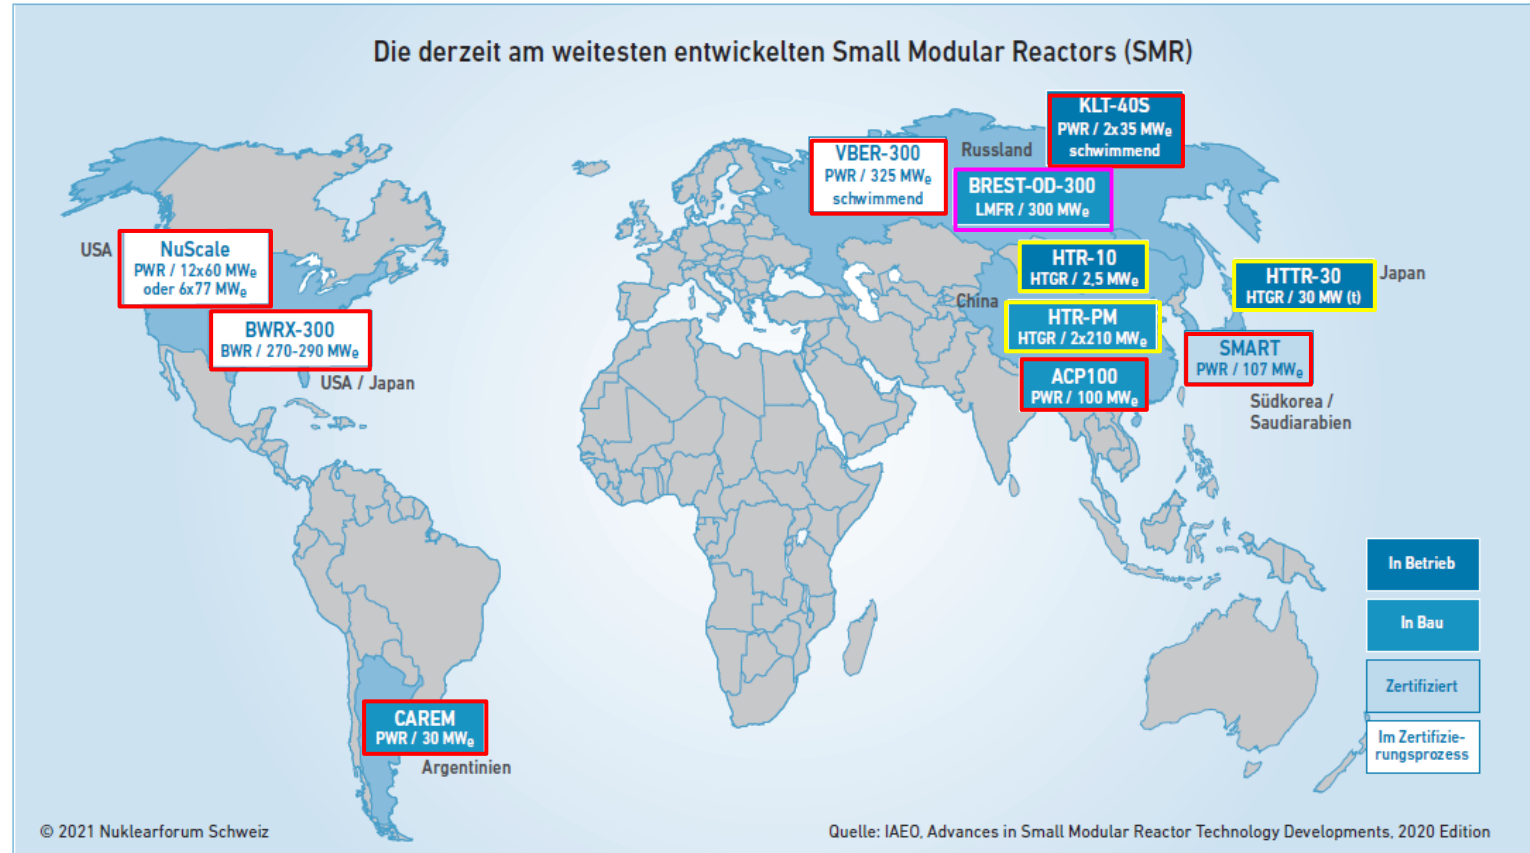 Die derzeit am weitesten entwickelten Small Modular Reactors (SMR)
KLT-40S
PWR / 2x35 MWe
schwimmend
VBER-300
PWR / 325 MWe
schwimmend
Russland
BREST-OD-300
LMFR / 300 MWe
USA
NuScale
PWR / 12x60 MWe
oder 6x77 MWe
HTR-10
HTGR / 2,5 MWe
HTTR-30
HTGR / 30 MW (t)
Japan
China
HTR-PM
HTGR / 2x210 MWe
BWRX-300
BWR / 270-290 MWe
USA / Japan
SMART
PWR / 107 MWe
Südkorea /
Saudiarabien
ACP100
PWR / 100 MWe
In Betrieb
In Bau
Zertifiziert
Im Zertifizie-
rungsprozess
CAREM
PWR / 30 MWe
Argentinien
© 2021 Nuklearforum Schweiz
Quelle: IAEO, Advances in Small Modular Reactor Technology Developments, 2020 Edition